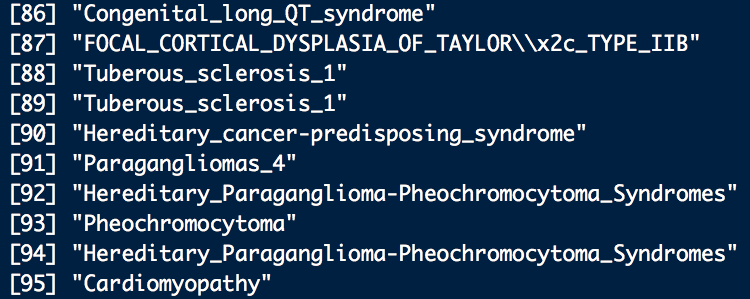 [86] "Congenital_long_QT_syndrome"
[87] "FOCAL_CORTICAL_DYSPLASIA_OF_TAYLOR\\x2c_TYPE_IIB"
[88] "Tuberous_sclerosis_1"
[89] "Tuberous_sclerosis_1"
[90] "Hereditary_cancer-predisposing_syndrome"
[91] "Paragangliomas_4"
[92] "Hereditary_Paraganglioma-Pheochromocytoma_Syndromes"
[93] "Pheochromocytoma"
[94] "Hereditary_Paraganglioma-Pheochromocytoma_Syndromes"
[95] "Cardiomyopathy"